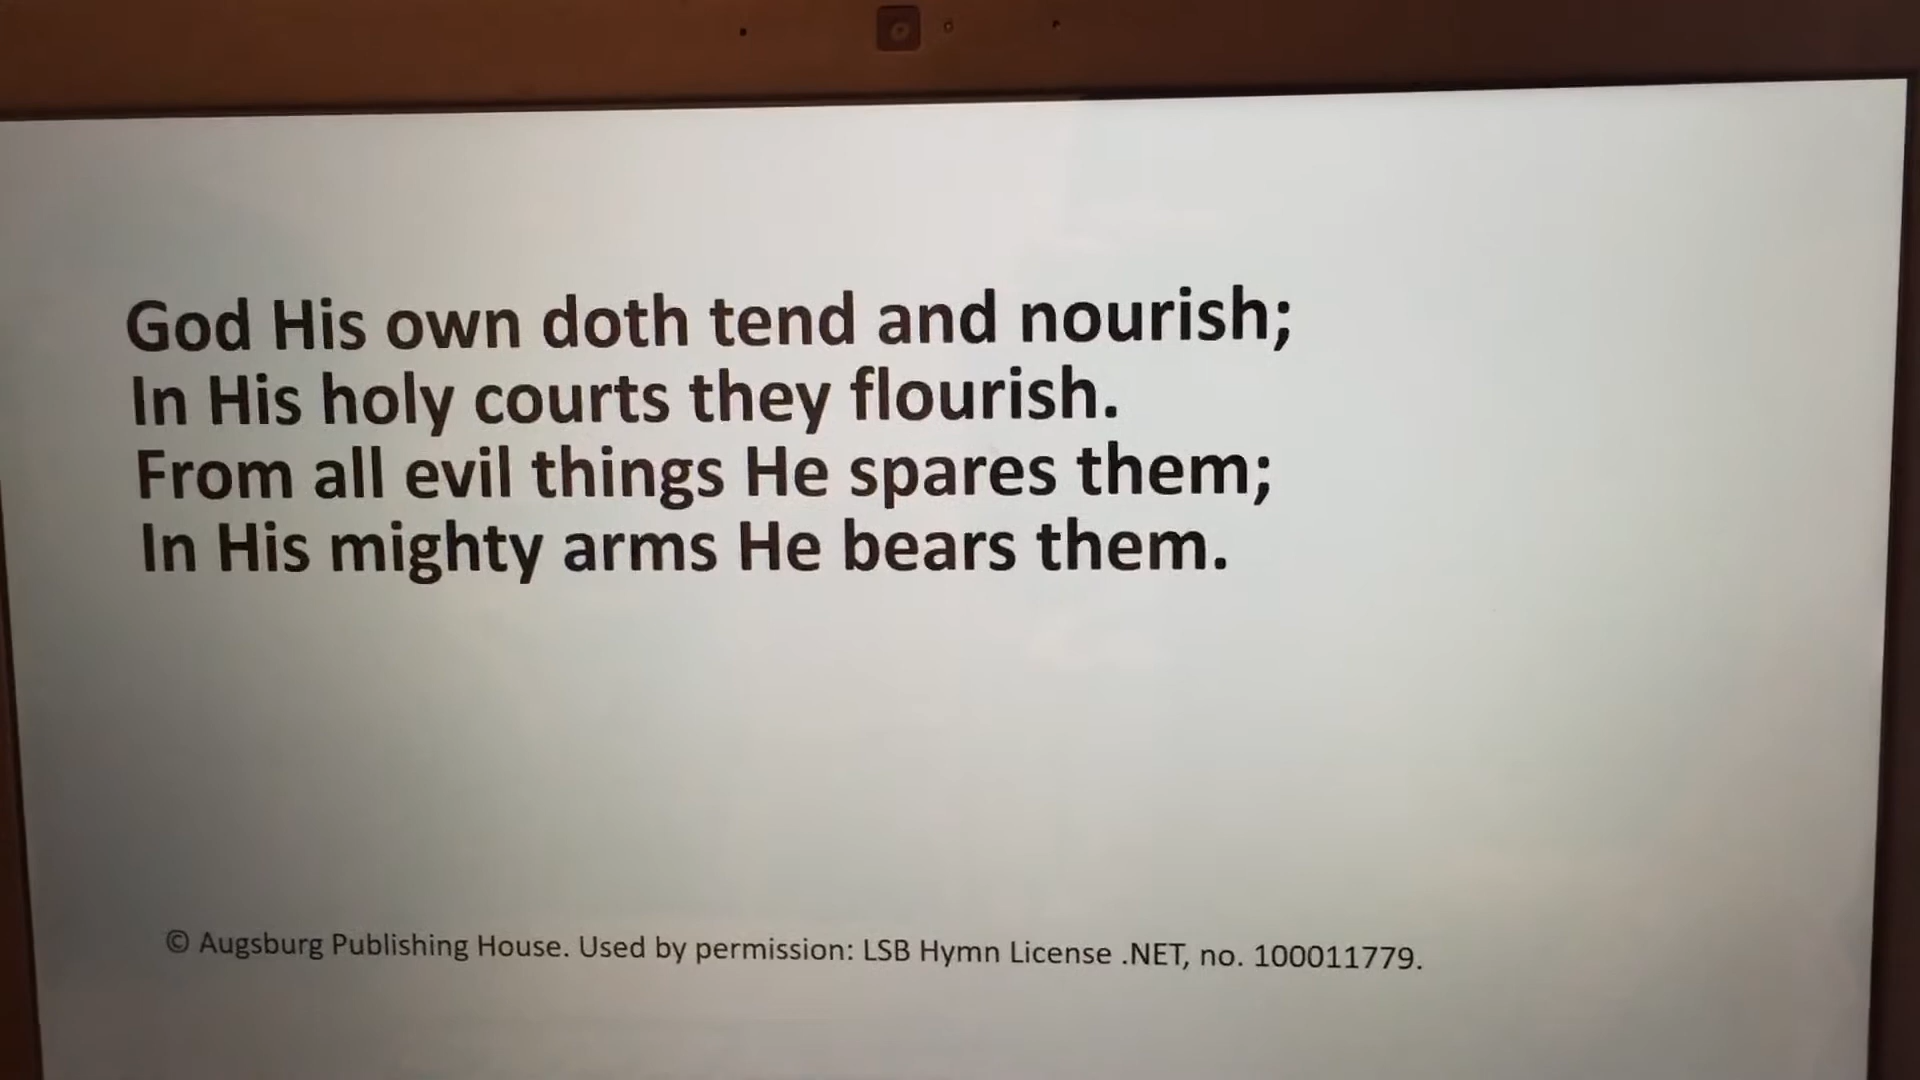 God His own doth tend and nourish;
In His holy courts they flourish.
From all evil things He spares them;
In His mighty arms He bears them.
© Augsburg Publishing House. Used by permission: LSB Hymn License .NET, no. 100011779.